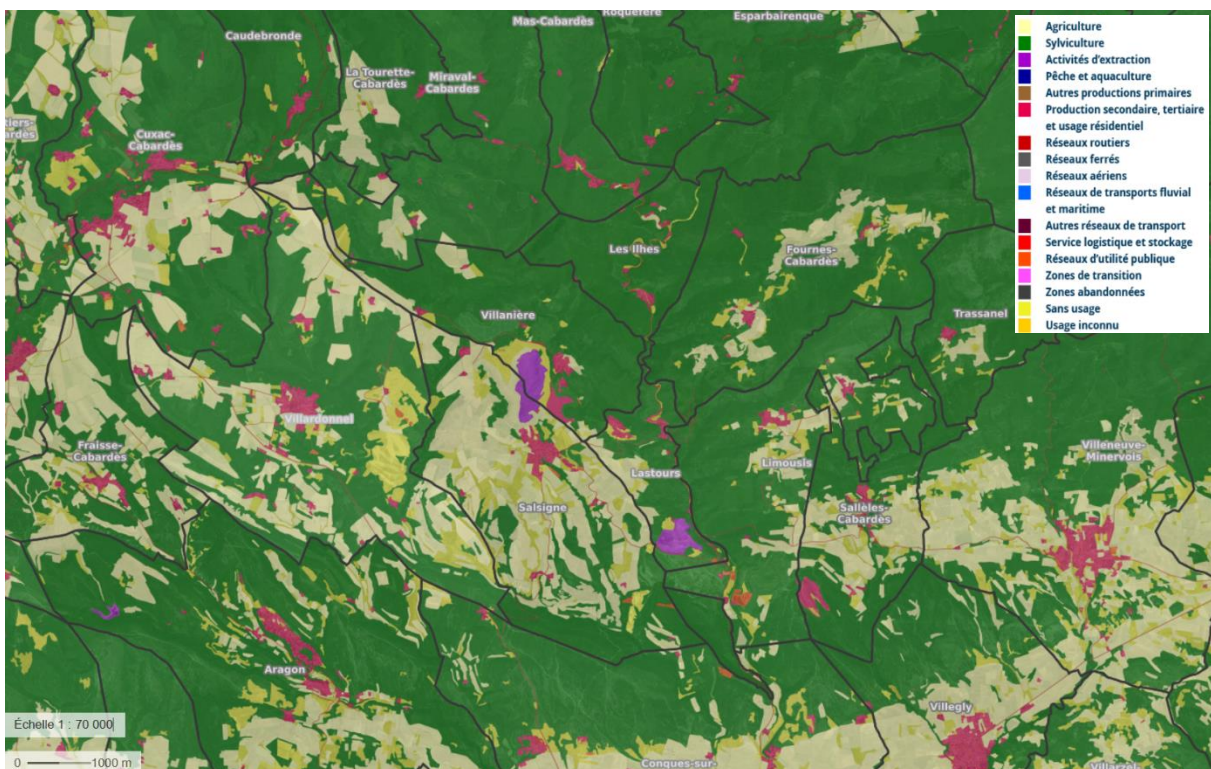 Roquefère
Mas-Cabardès
Esparbairenque
Caudebronde
La Tourette-
Cabardès
Miraval-
Cabardes
Cuxac-
Cabardès
Les Ilhes
Fournes-
Cabardès
Villanière
Trassanel
Villardonnel
Fraisse-
Cabardès
Lastours
Limousis
Villeneuve-
Minervois
Salsigne
Sallèles-
Cabardès
Aragon
Villegly
Conques-sur-
Villarzel-
Agriculture
Sylviculture
Activités d'extraction
Pêche et aquaculture
Autres productions primaires
Production secondaire, tertiaire
et usage résidentiel
Réseaux routiers
Réseaux ferrés
Réseaux aériens
Réseaux de transports fluvial
et maritime
Autres réseaux de transport
Service logistique et stockage
Réseaux d'utilité publique
Zones de transition
Zones abandonnées
Sans usage
Usage inconnu
Échelle 1 : 70 000
0 1000 m